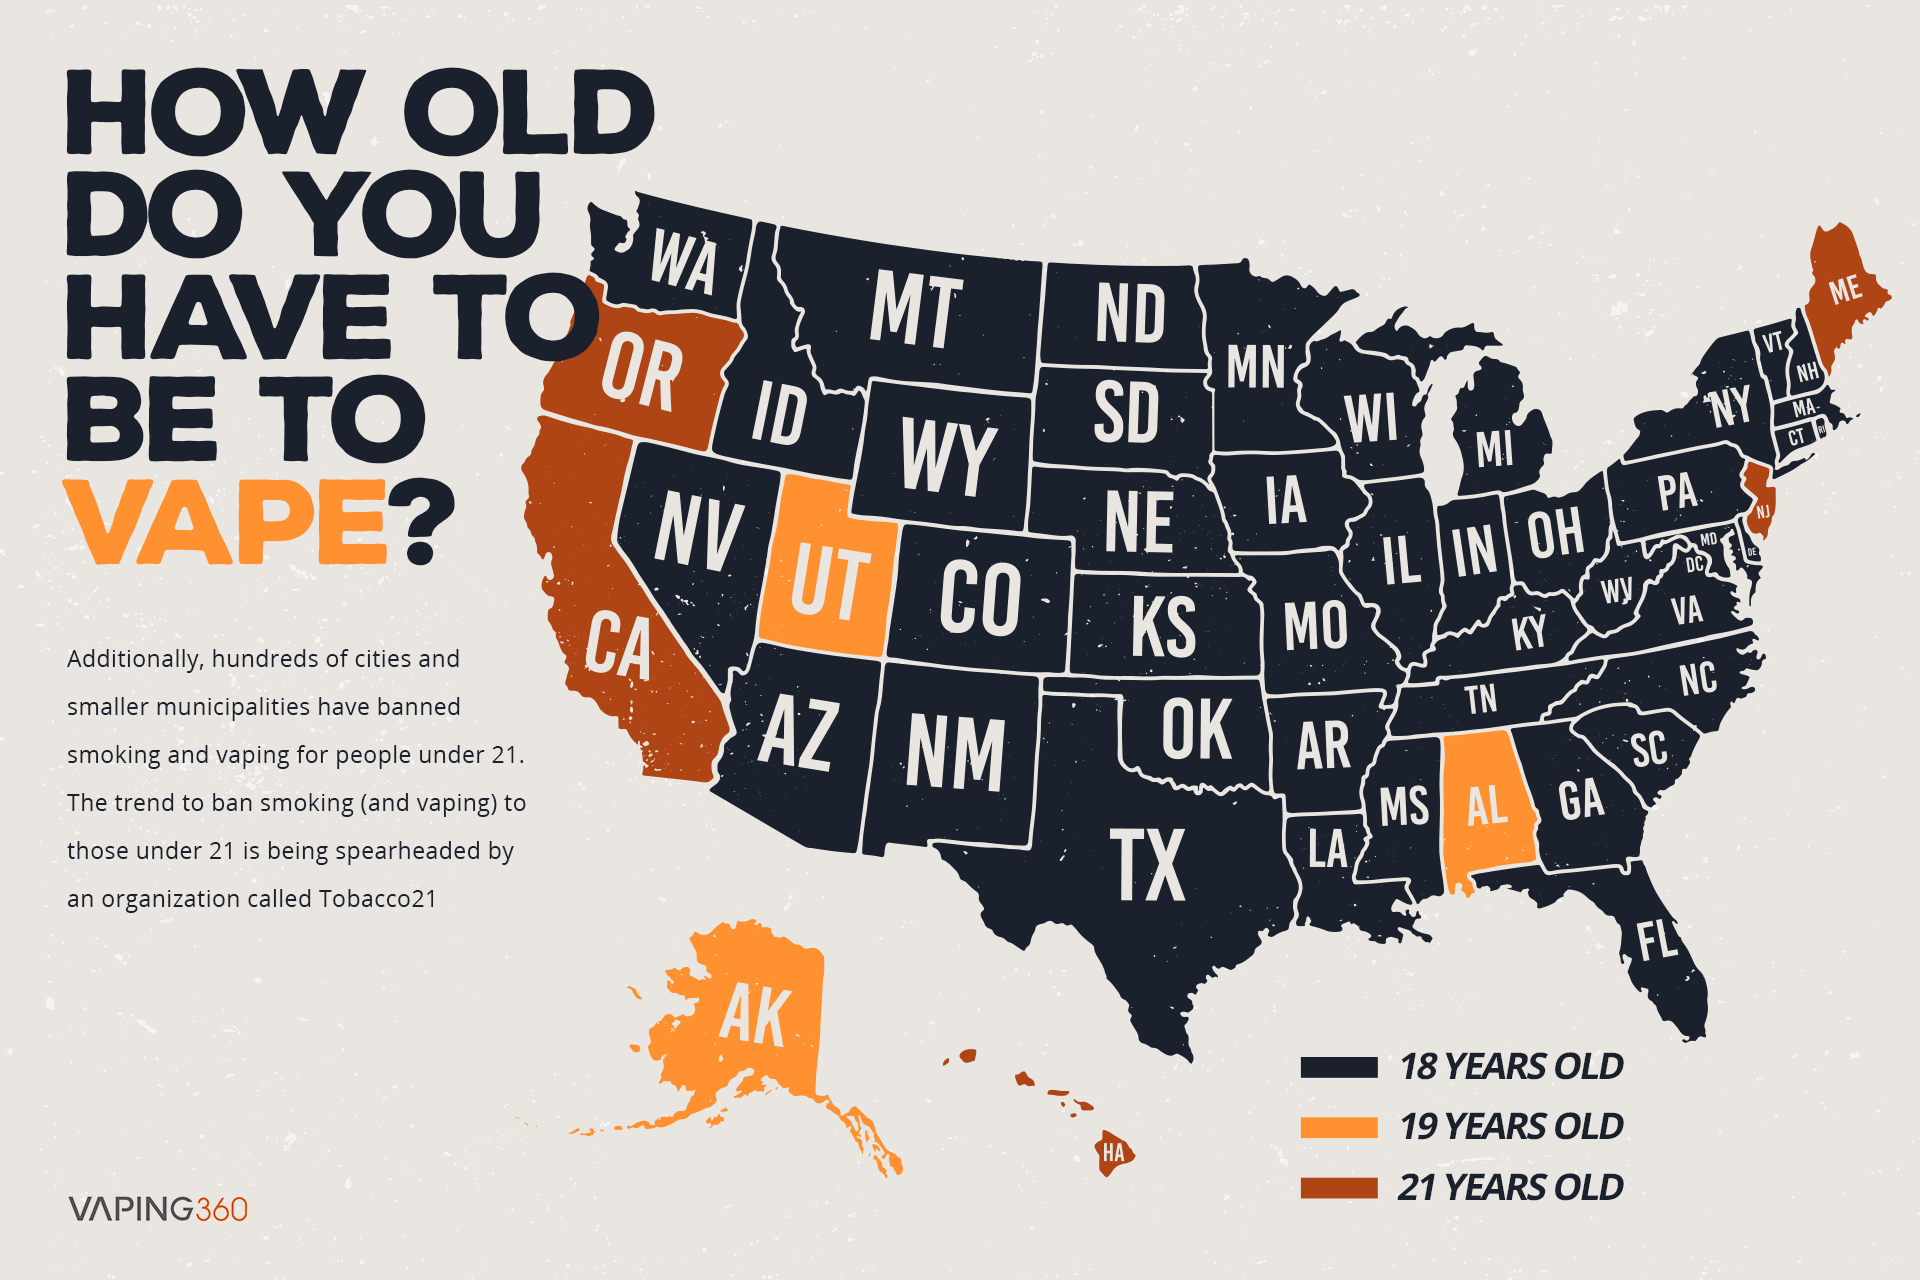 HOW OLD
DO YOU
HAVE TO
BE TO
VAPE?
Additionally, hundreds of cities and
smaller municipalities have banned
smoking and vaping for people under 21.
The trend to ban smoking (and vaping) to
those under 21 is being spearheaded by
an organization called Tobacco21
WA
OR
CA
ID
NV
UT
AZ
MT
WY
CO
NM
ND
SD
NE
KS
OK
TX
MN
IA
MO
AR
LA
WI
IL
MI
IN
OH
KY
TN
MS
AL
GA
FL
SC
NC
VA
WV
DC
MD
DE
PA
NJ
NY
CT
RI
MA
VT
NH
ME
AK
HA
18 YEARS OLD
19 YEARS OLD
21 YEARS OLD
VAPING360